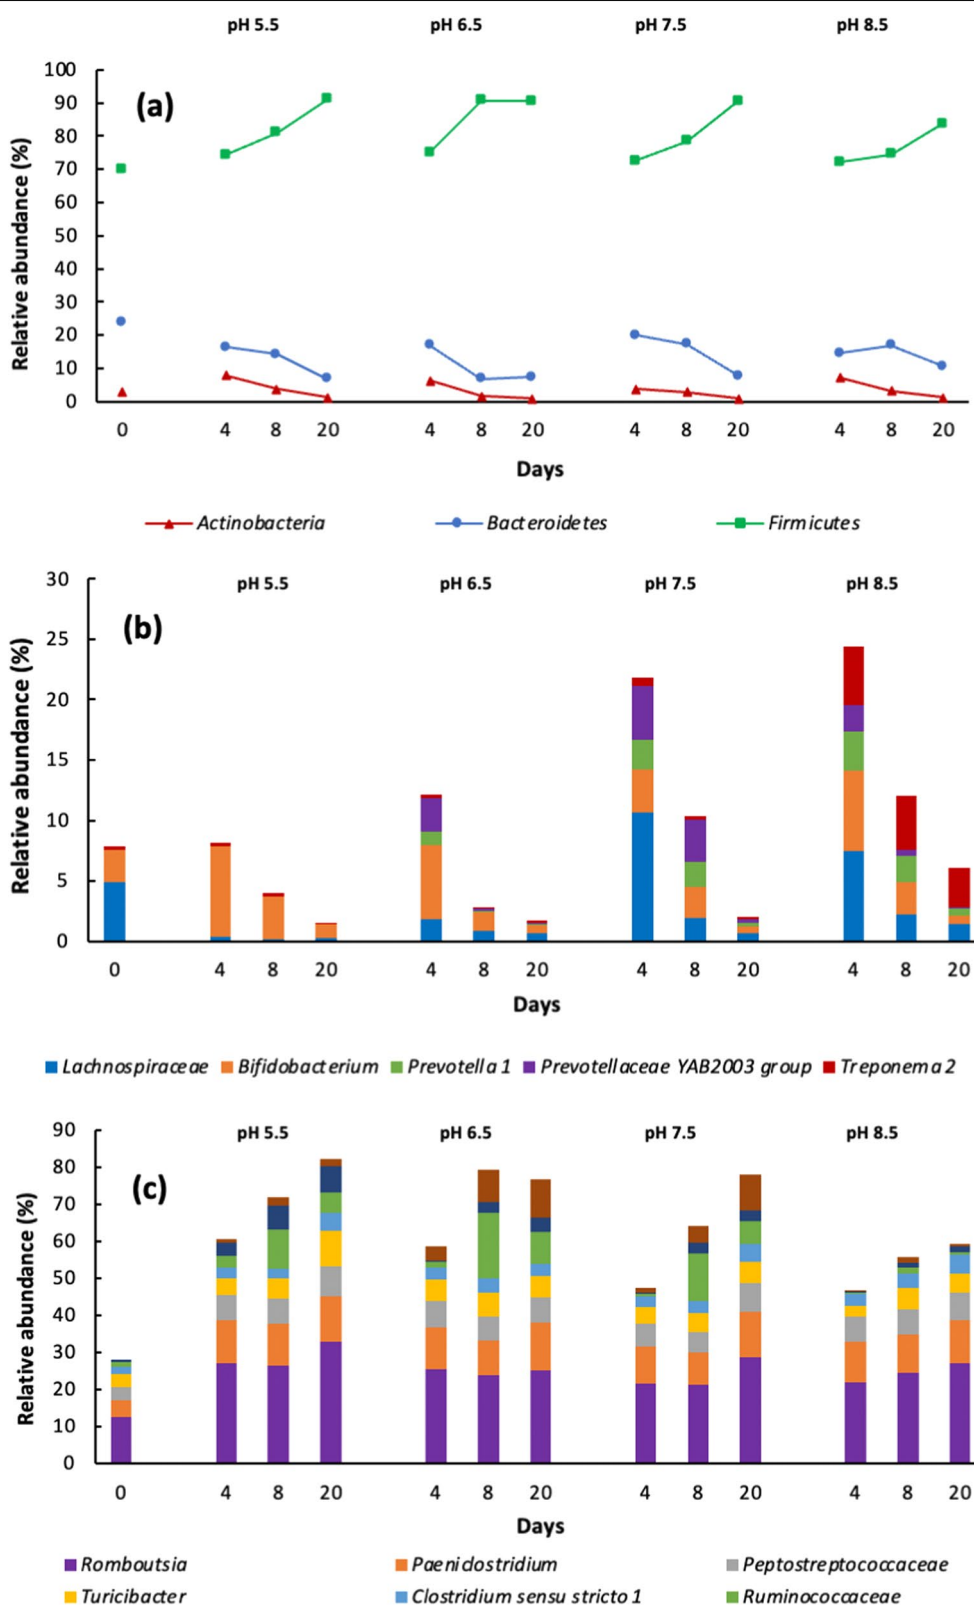 pH 5.5 pH 6.5 pH 7.5 pH 8.5
100
(a)
90
80
70
60
50
40
30
20
10
0
Relative abundance (%)
0 4 8 20 4 8 20 4 8 20 4 8 20
Days
Actinobacteria Bacteroidetes Firmicutes
30
pH 5.5 pH 6.5 pH 7.5 pH 8.5
(b)
25
20
15
10
5
0
Relative abundance (%)
0 4 8 20 4 8 20 4 8 20 4 8 20
Days
Lachnospiraceae Bifidobacterium Prevotella 1 Prevotellaceae YAB2003 group Treponema 2
90
pH 5.5 pH 6.5 pH 7.5 pH 8.5
80
(c)
70
60
50
40
30
20
10
0
Relative abundance (%)
0 4 8 20 4 8 20 4 8 20 4 8 20
Days
Romboutsia Paeniclostridium Peptostreptococcaceae
Turicibacter Clostridium sensu stricto 1 Ruminococcaceae